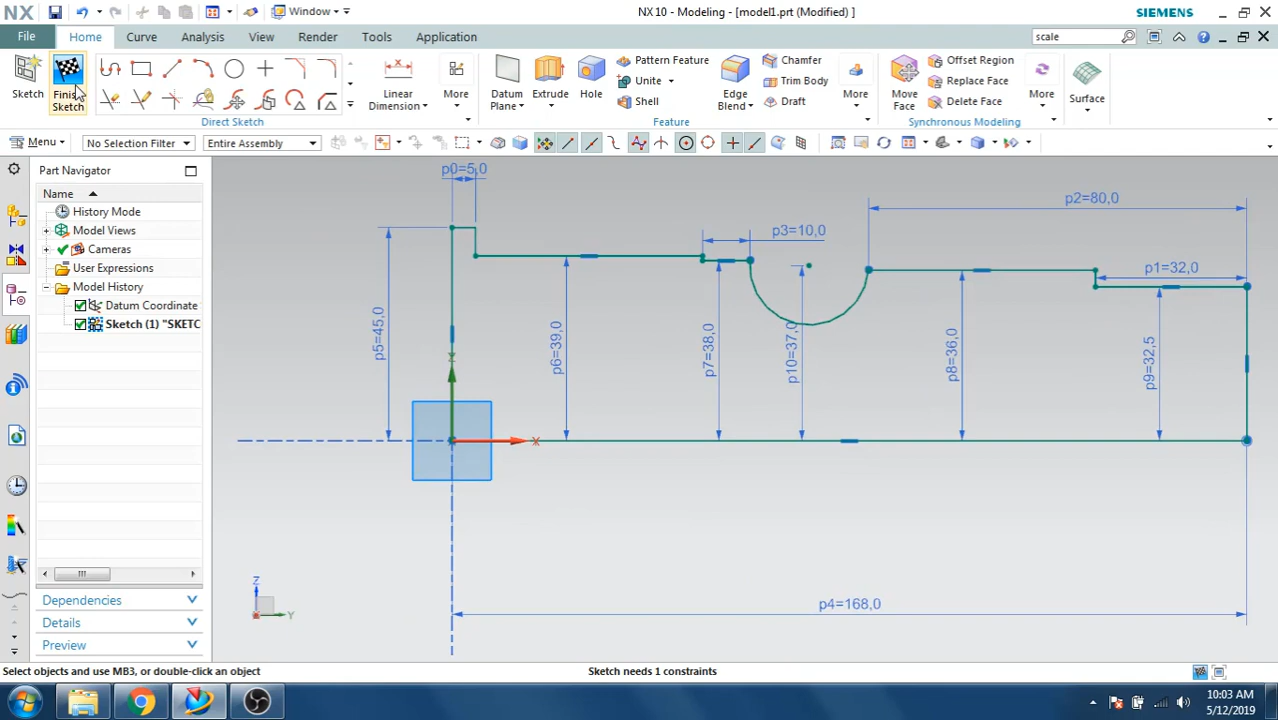 NX
Window
NX 10 - Modeling - [model1.prt (Modified) ]
SIEMENS
File
Home
Curve
Analysis
View
Render
Tools
Application
scale
Sketch
Finish Sketch
Direct Sketch
Linear Dimension
More
Datum Plane
Extrude
Hole
Pattern Feature
Unite
Shell
Feature
Edge Blend
Chamfer
Trim Body
Draft
More
Move Face
Offset Region
Replace Face
Delete Face
Synchronous Modeling
More
Surface
Menu
No Selection Filter
Entire Assembly
Part Navigator
Name
History Mode
Model Views
Cameras
User Expressions
Model History
Datum Coordinate
Sketch (1) "SKETC
Dependencies
Details
Preview
p0=5,0
p2=80,0
p3=10,0
p1=32,0
p5=45,0
p6=39,0
p7=38,0
p10=37,0
p8=36,0
p9=32,5
X
p4=168,0
Z
Y
Select objects and use MB3, or double-click an object
Sketch needs 1 constraints
10:03 AM
5/12/2019